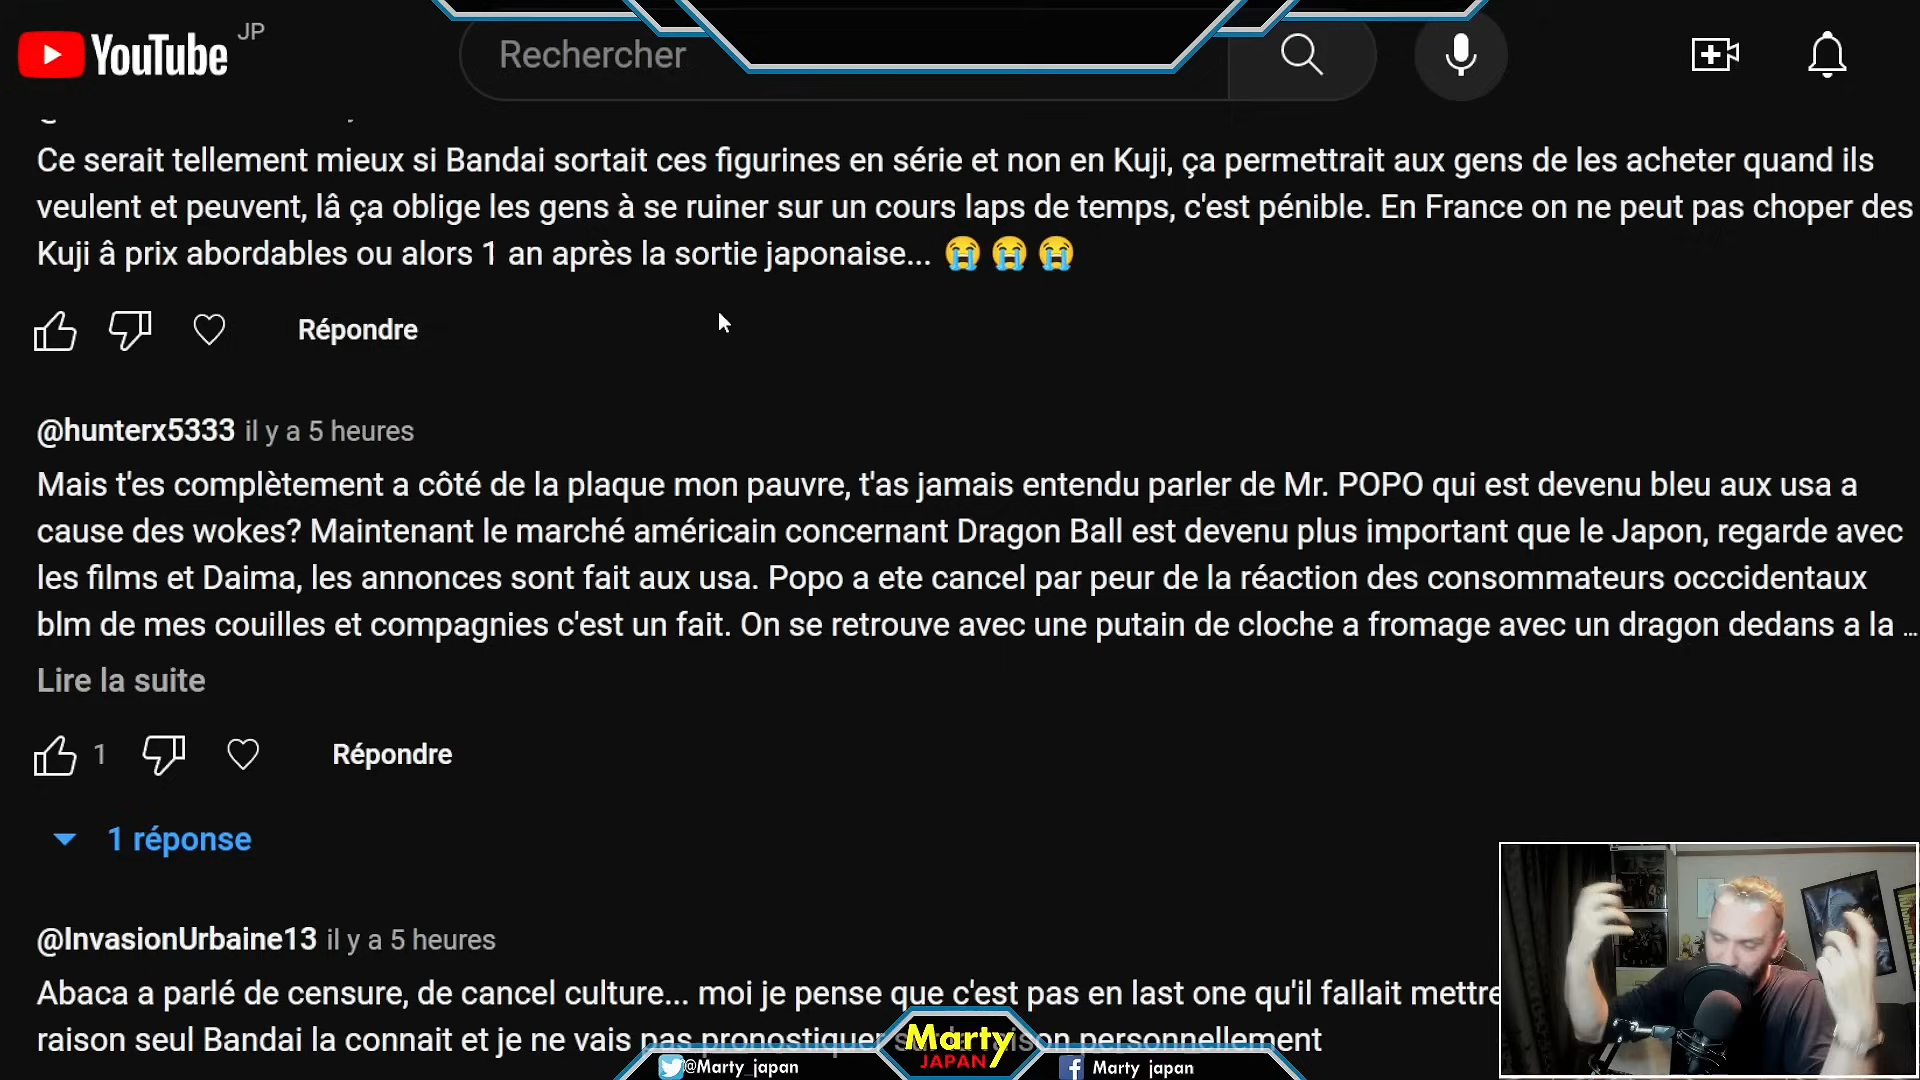 YouTube JP
Rechercher
Ce serait tellement mieux si Bandai sortait ces figurines en série et non en Kuji, ça permettrait aux gens de les acheter quand ils
veulent et peuvent, lâ ça oblige les gens à se ruiner sur un cours laps de temps, c'est pénible. En France on ne peut pas choper des
Kuji â prix abordables ou alors 1 an après la sortie japonaise... 😭 😭 😭
Répondre
@hunterx5333 il y a 5 heures
Mais t'es complètement a côté de la plaque mon pauvre, t'as jamais entendu parler de Mr. POPO qui est devenu bleu aux usa a
cause des wokes? Maintenant le marché américain concernant Dragon Ball est devenu plus important que le Japon, regarde avec
les films et Daima, les annonces sont fait aux usa. Popo a ete cancel par peur de la réaction des consommateurs occcidentaux
blm de mes couilles et compagnies c'est un fait. On se retrouve avec une putain de cloche a fromage avec un dragon dedans a la ...
Lire la suite
1
Répondre
1 réponse
@InvasionUrbaine13 il y a 5 heures
Abaca a parlé de censure, de cancel culture... moi je pense que c'est pas en last one qu'il fallait mettre
raison seul Bandai la connait et je ne vais pas pronostiquer personnellement
Marty
JAPAN
@Marty_japan
Marty japan